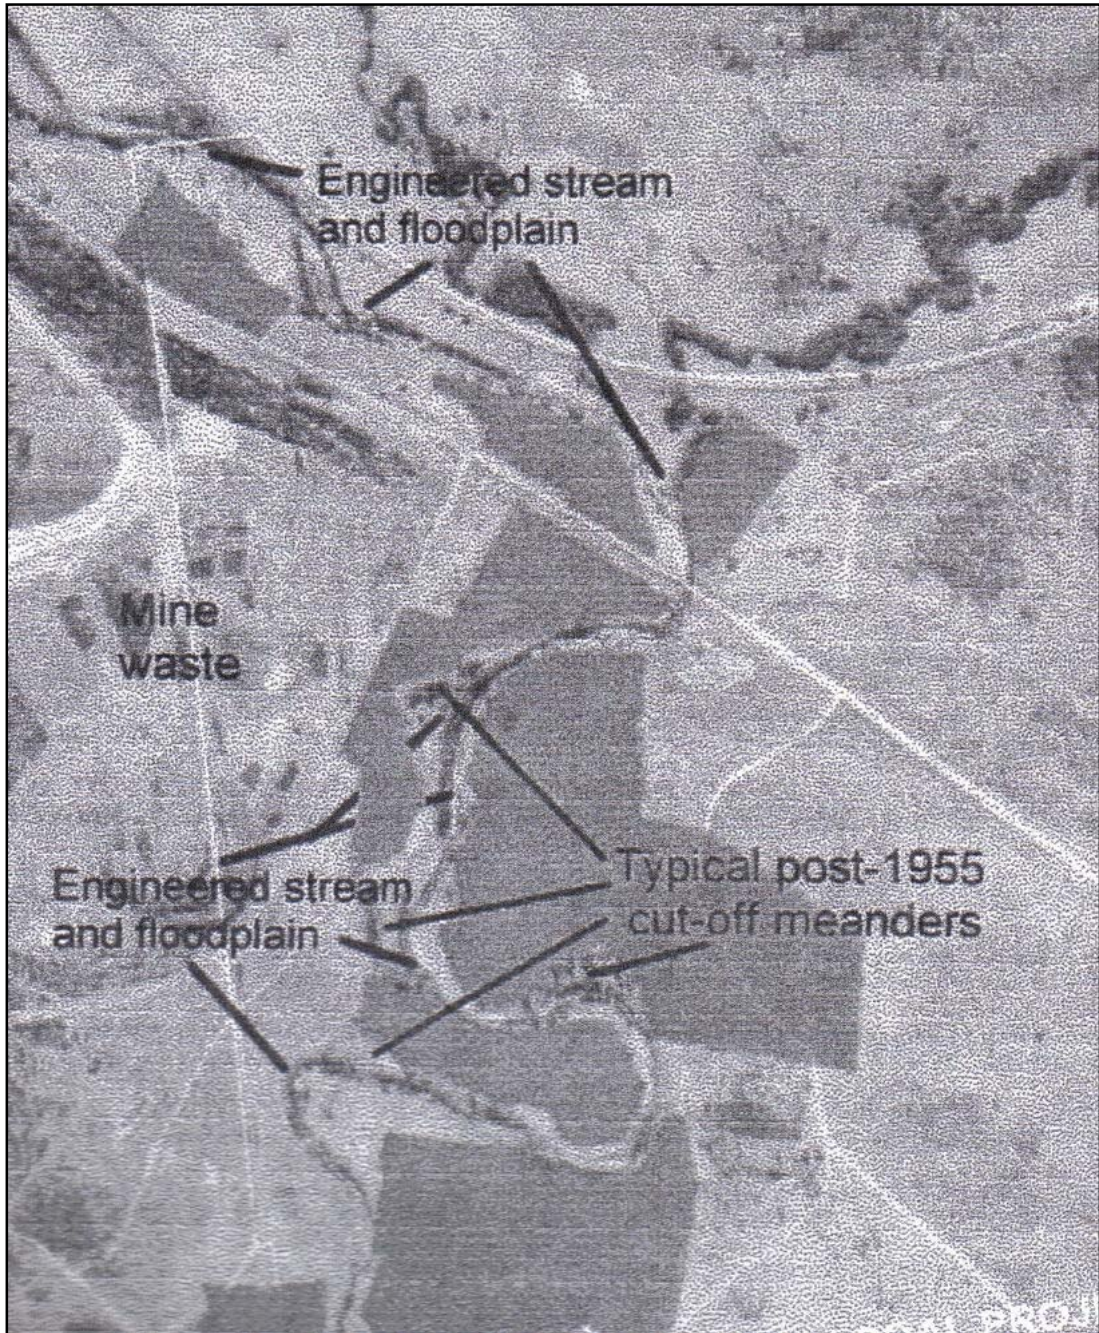 Engineered stream
and floodplain
Mine
waste
Engineered stream
and floodplain
Typical post-1955
cut-off meanders